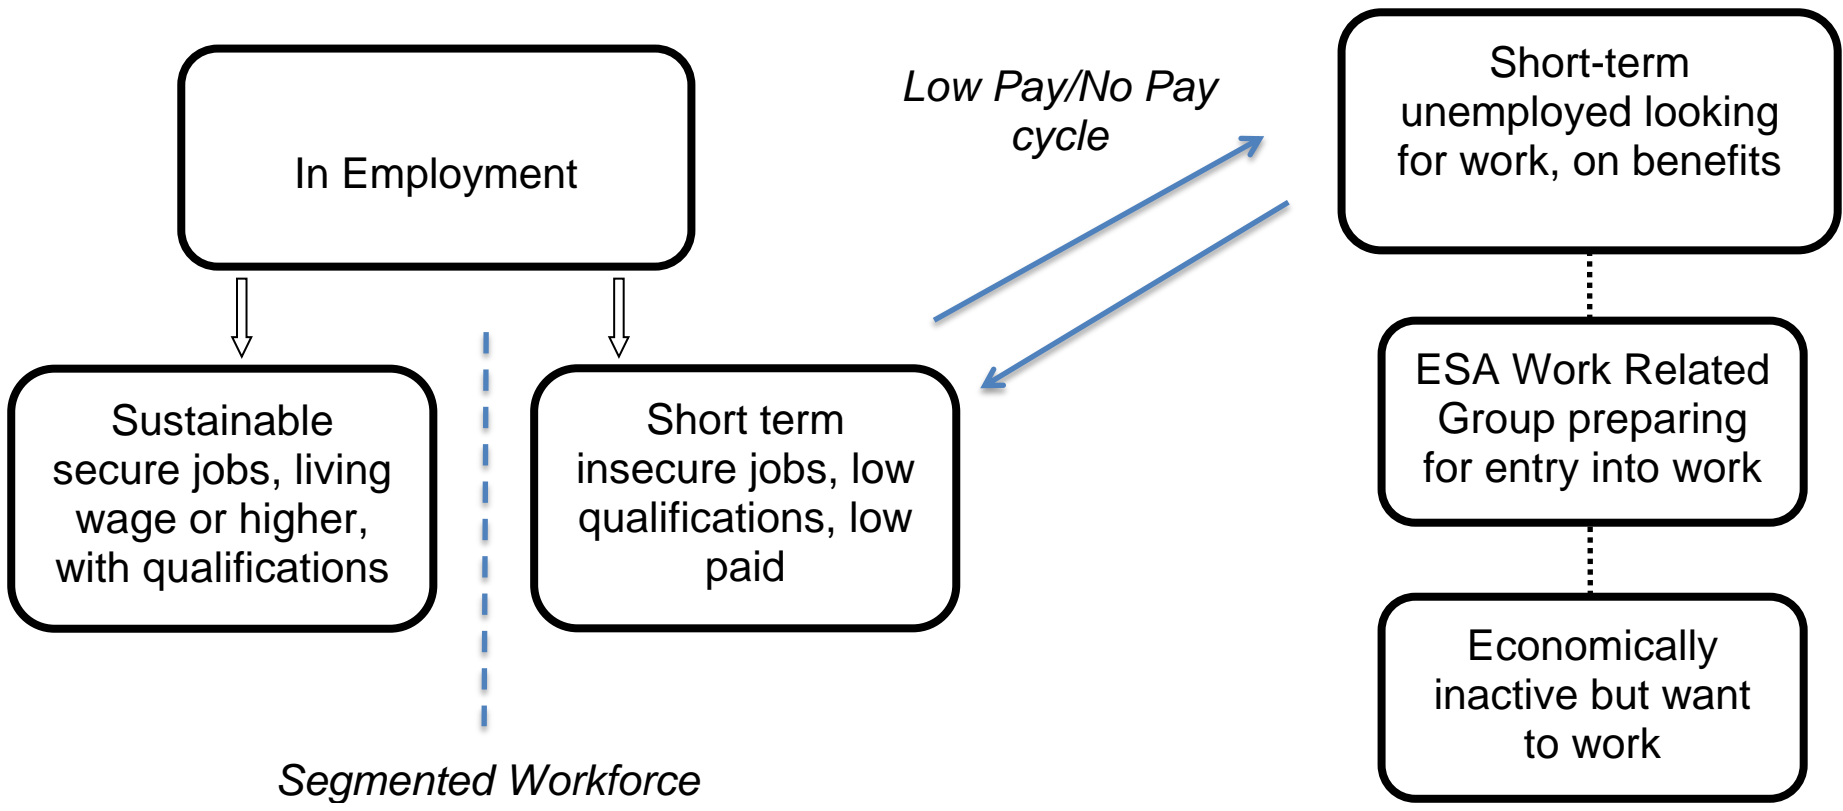 In Employment
Low Pay/No Pay
cycle
Short-term
unemployed looking
for work, on benefits
Sustainable
secure jobs, living
wage or higher,
with qualifications
Short term
insecure jobs, low
qualifications, low
paid
ESA Work Related
Group preparing
for entry into work
Economically
inactive but want
to work
Segmented Workforce